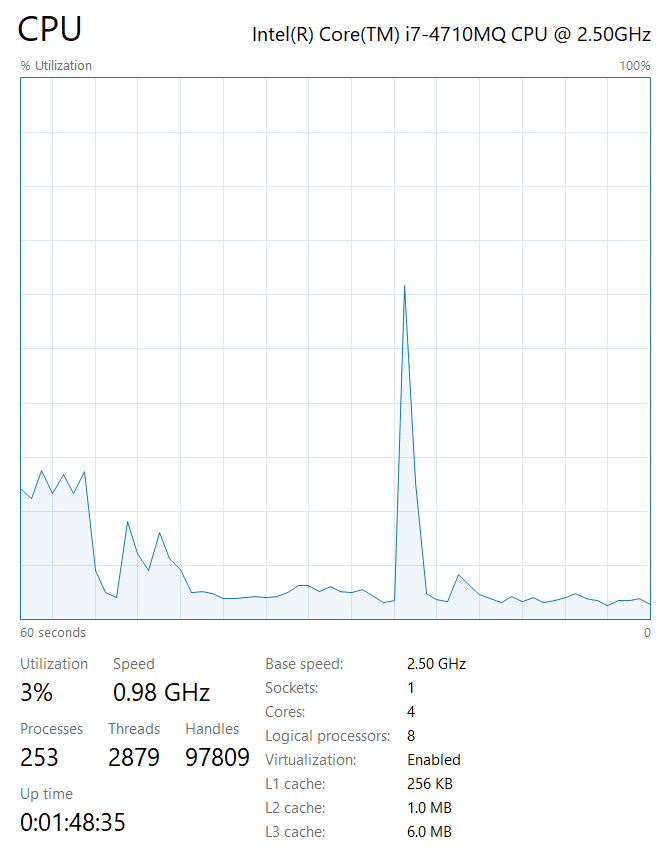 CPU
Intel(R) Core(TM) i7-4710MQ CPU @ 2.50GHz
% Utilization 100%
60 seconds 0
Utilization Speed
3% 0.98 GHz
Processes Threads Handles
253 2879 97809
Up time
0:01:48:35
Base speed: 2.50 GHz
Sockets: 1
Cores: 4
Logical processors: 8
Virtualization: Enabled
L1 cache: 256 KB
L2 cache: 1.0 MB
L3 cache: 6.0 MB